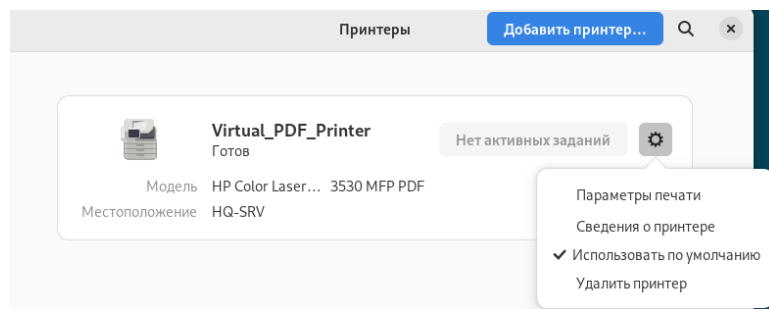 Принтеры
Добавить принтер...
Virtual_PDF_Printer
Готов
Нет активных заданий
Модель HP Color Laser... 3530 MFP PDF
Местоположение HQ-SRV
Параметры печати
Сведения о принтере
Использовать по умолчанию
Удалить принтер